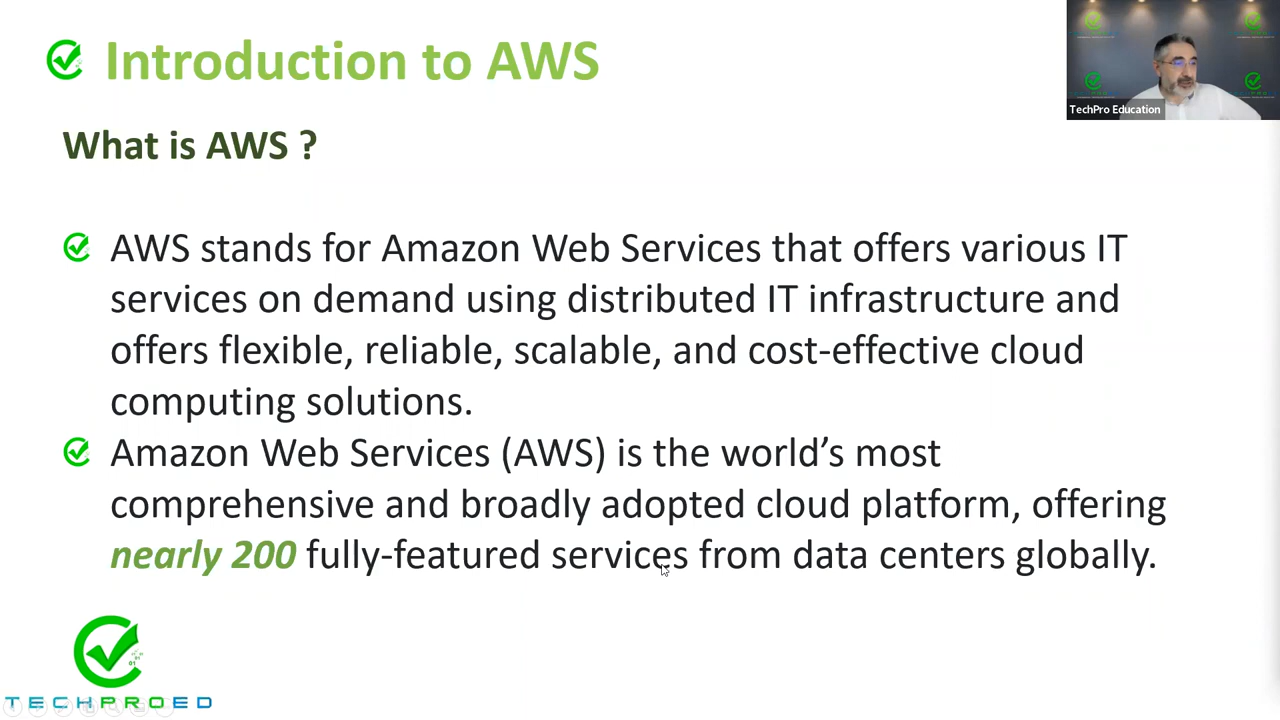 Introduction to AWS
TechPro Education
What is AWS ?
AWS stands for Amazon Web Services that offers various IT
services on demand using distributed IT infrastructure and
offers flexible, reliable, scalable, and cost-effective cloud
computing solutions.
Amazon Web Services (AWS) is the world’s most
comprehensive and broadly adopted cloud platform, offering
nearly 200 fully-featured services from data centers globally.
TECHPROED